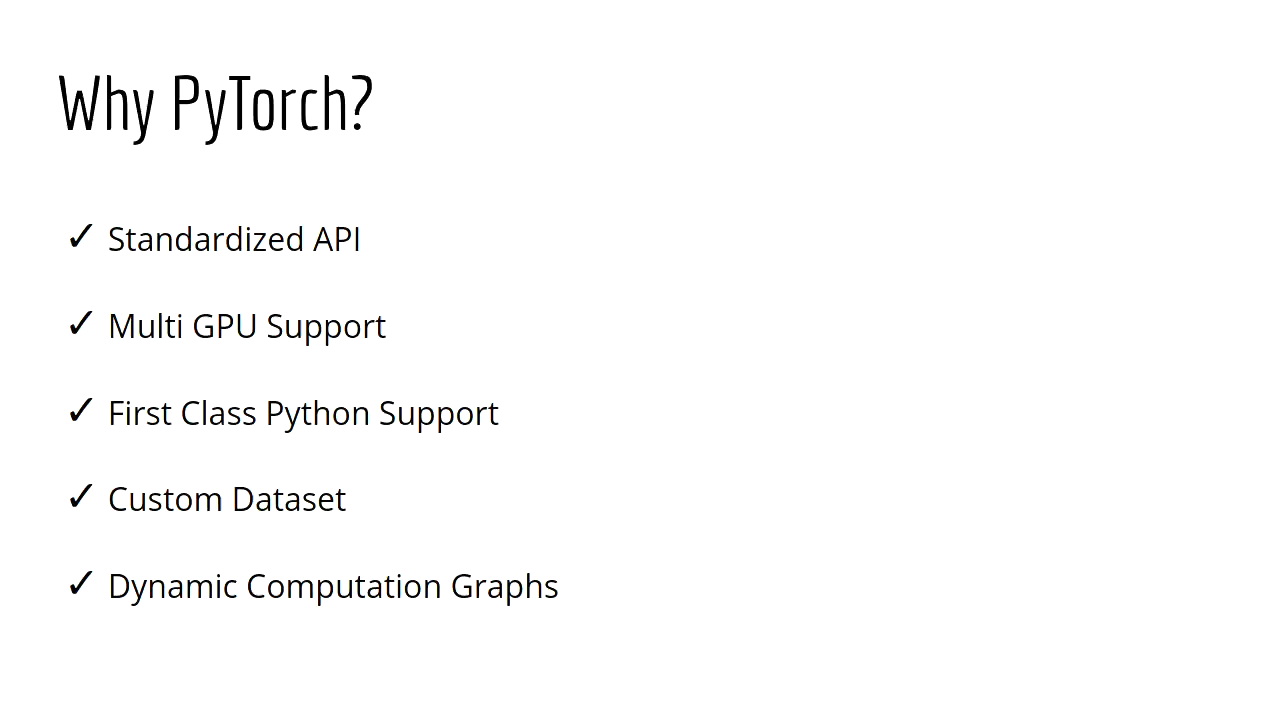 Why PyTorch?
✓ Standardized API
✓ Multi GPU Support
✓ First Class Python Support
✓ Custom Dataset
✓ Dynamic Computation Graphs